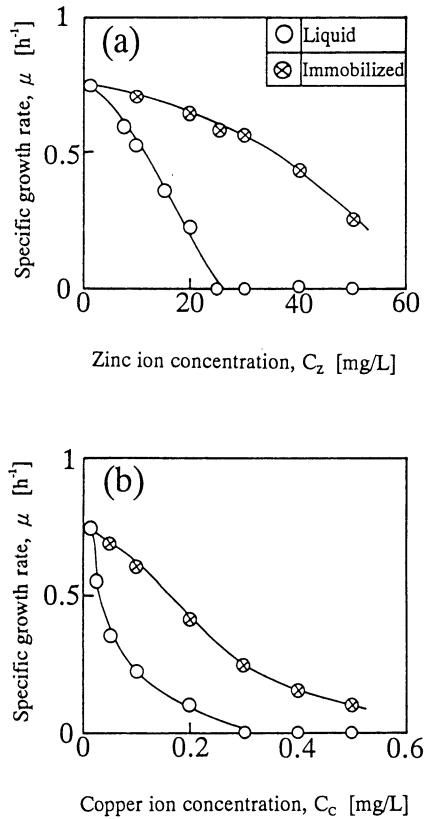 1
(a)
Liquid
Immobilized
0.5
0
0
20
40
60
Specific growth rate, μ [h⁻¹]
Zinc ion concentration, C_z [mg/L]
1
(b)
0.5
0
0
0.2
0.4
0.6
Specific growth rate, μ [h⁻¹]
Copper ion concentration, C_c [mg/L]